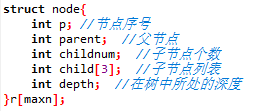 struct node{
int p; //节点序号
int parent; //父节点
int childnum; //子节点个数
int child[3]; //子节点列表
int depth; //在树中所处的深度
}r[maxn];